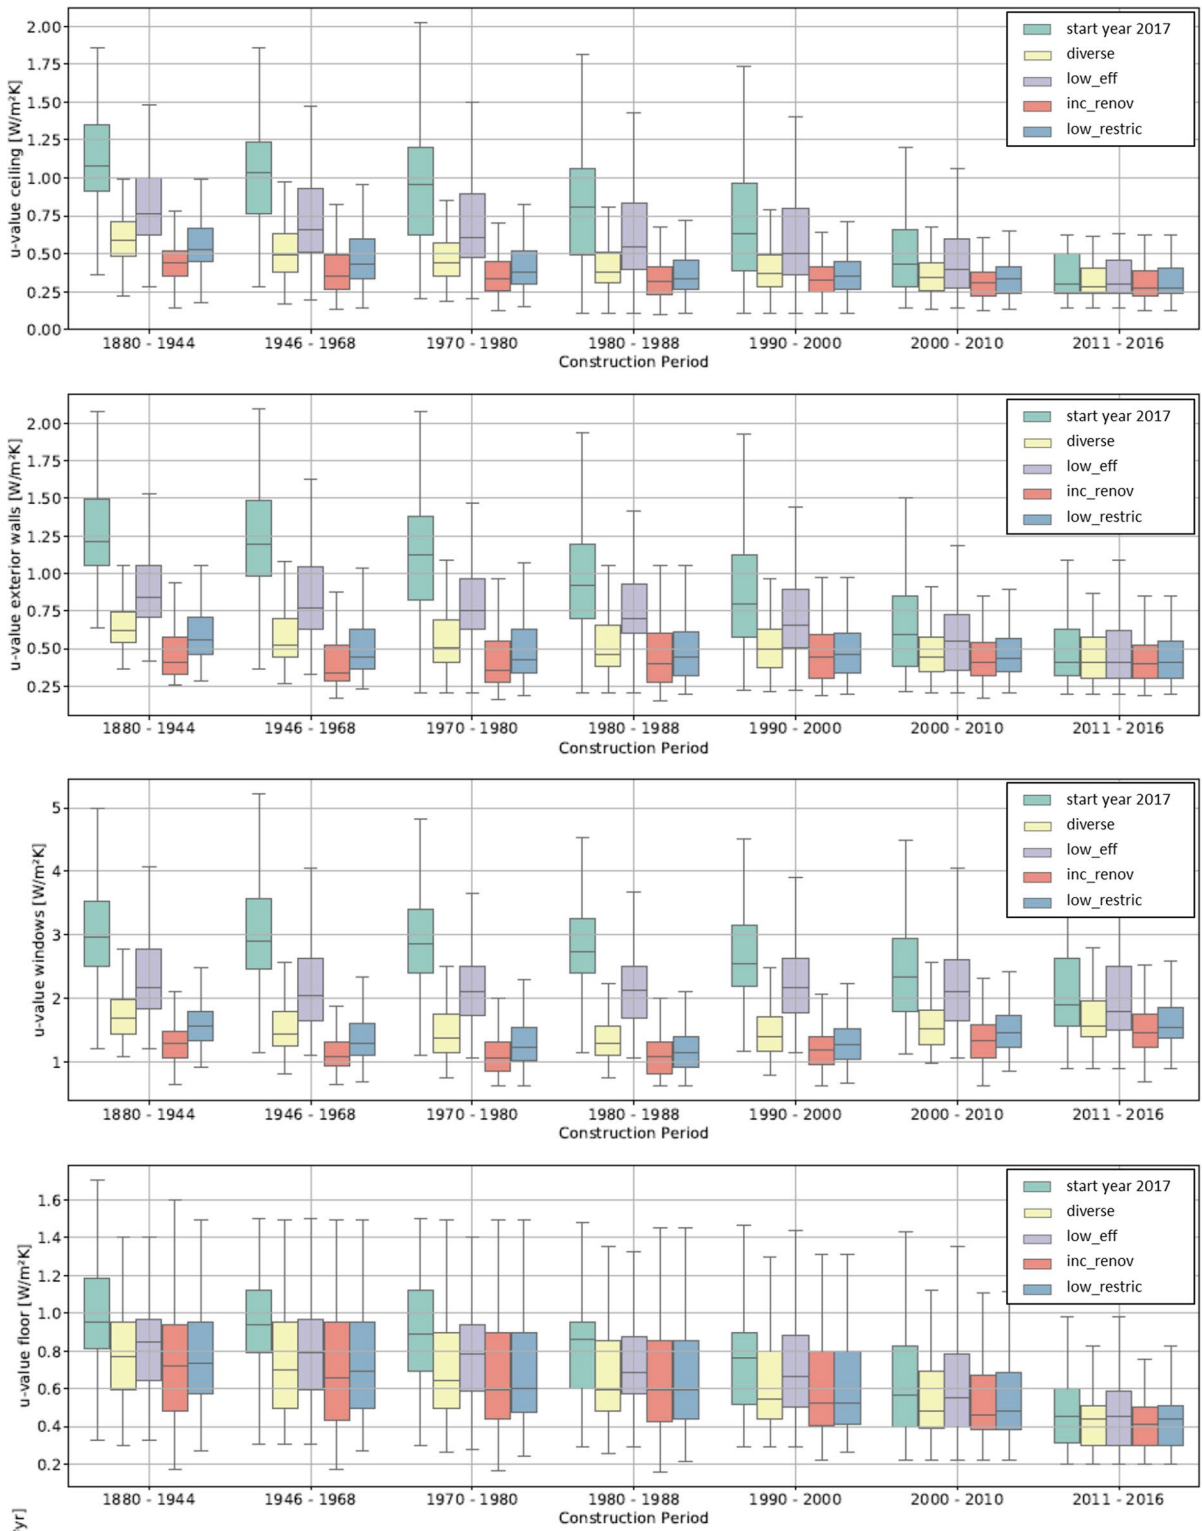 u-value ceiling [W/m²K]
2.00
1.75
1.50
1.25
1.00
0.75
0.50
0.25
0.00
start year 2017
diverse
low_eff
inc_renov
low_restric
1880 - 1944 1946 - 1968 1970 - 1980 1980 - 1988 1990 - 2000 2000 - 2010 2011 - 2016
Construction Period
u-value exterior walls [W/m²K]
2.00
1.75
1.50
1.25
1.00
0.75
0.50
0.25
start year 2017
diverse
low_eff
inc_renov
low_restric
1880 - 1944 1946 - 1968 1970 - 1980 1980 - 1988 1990 - 2000 2000 - 2010 2011 - 2016
Construction Period
u-value windows [W/m²K]
5
4
3
2
1
start year 2017
diverse
low_eff
inc_renov
low_restric
1880 - 1944 1946 - 1968 1970 - 1980 1980 - 1988 1990 - 2000 2000 - 2010 2011 - 2016
Construction Period
u-value floor [W/m²K]
1.6
1.4
1.2
1.0
0.8
0.6
0.4
0.2
start year 2017
diverse
low_eff
inc_renov
low_restric
1880 - 1944 1946 - 1968 1970 - 1980 1980 - 1988 1990 - 2000 2000 - 2010 2011 - 2016
Construction Period
yr]